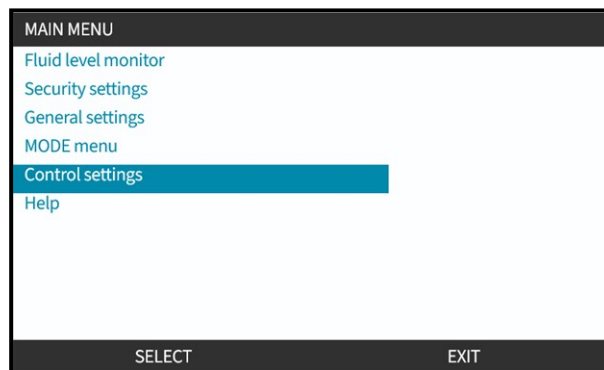 MAIN MENU
Fluid level monitor
Security settings
General settings
MODE menu
Control settings
Help
SELECT EXIT